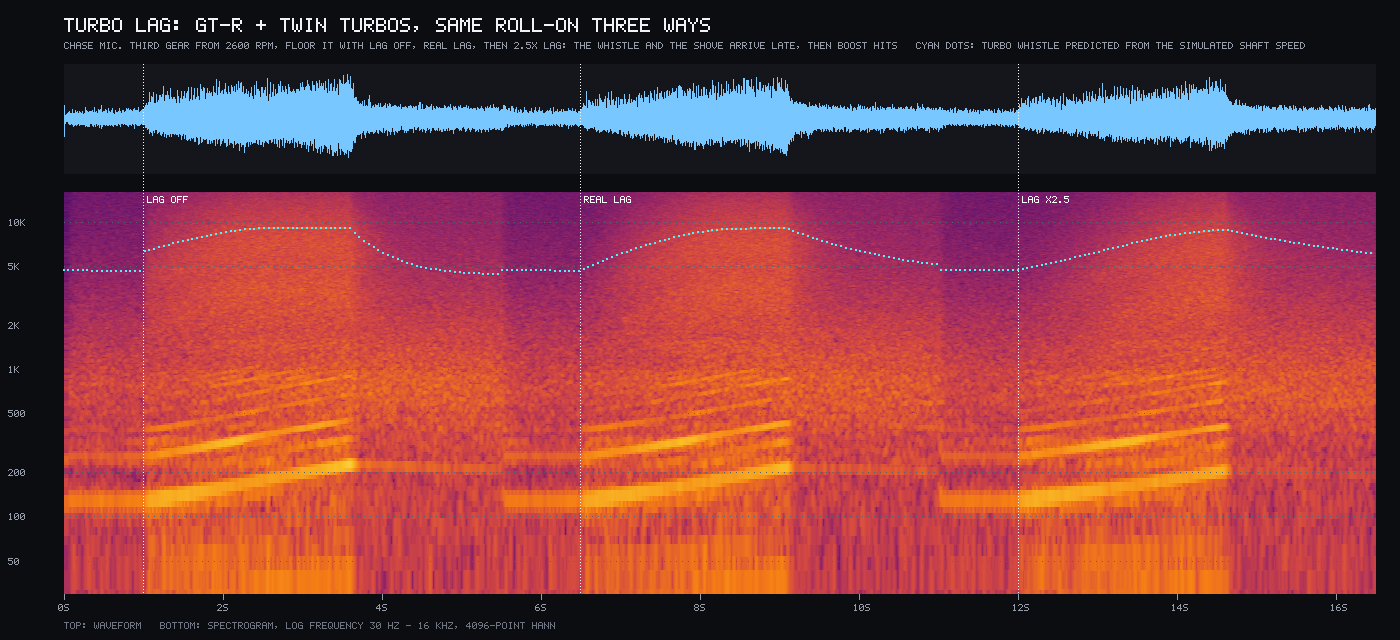 TURBO LAG: GT-R + TWIN TURBOS, SAME ROLL-ON THREE WAYS
CHASE MIC. THIRD GEAR FROM 2600 RPM, FLOOR IT WITH LAG OFF, REAL LAG, THEN 2.5X LAG: THE WHISTLE AND THE SHOVE ARRIVE LATE, THEN BOOST HITS   CYAN DOTS: TURBO WHISTLE PREDICTED FROM THE SIMULATED SHAFT SPEED
LAG OFF   REAL LAG   LAG X2.5
10K
5K
2K
1K
500
200
100
50
0S   2S   4S   6S   8S   10S   12S   14S   16S
TOP: WAVEFORM   BOTTOM: SPECTROGRAM, LOG FREQUENCY 30 HZ - 16 KHZ, 4096-POINT HANN